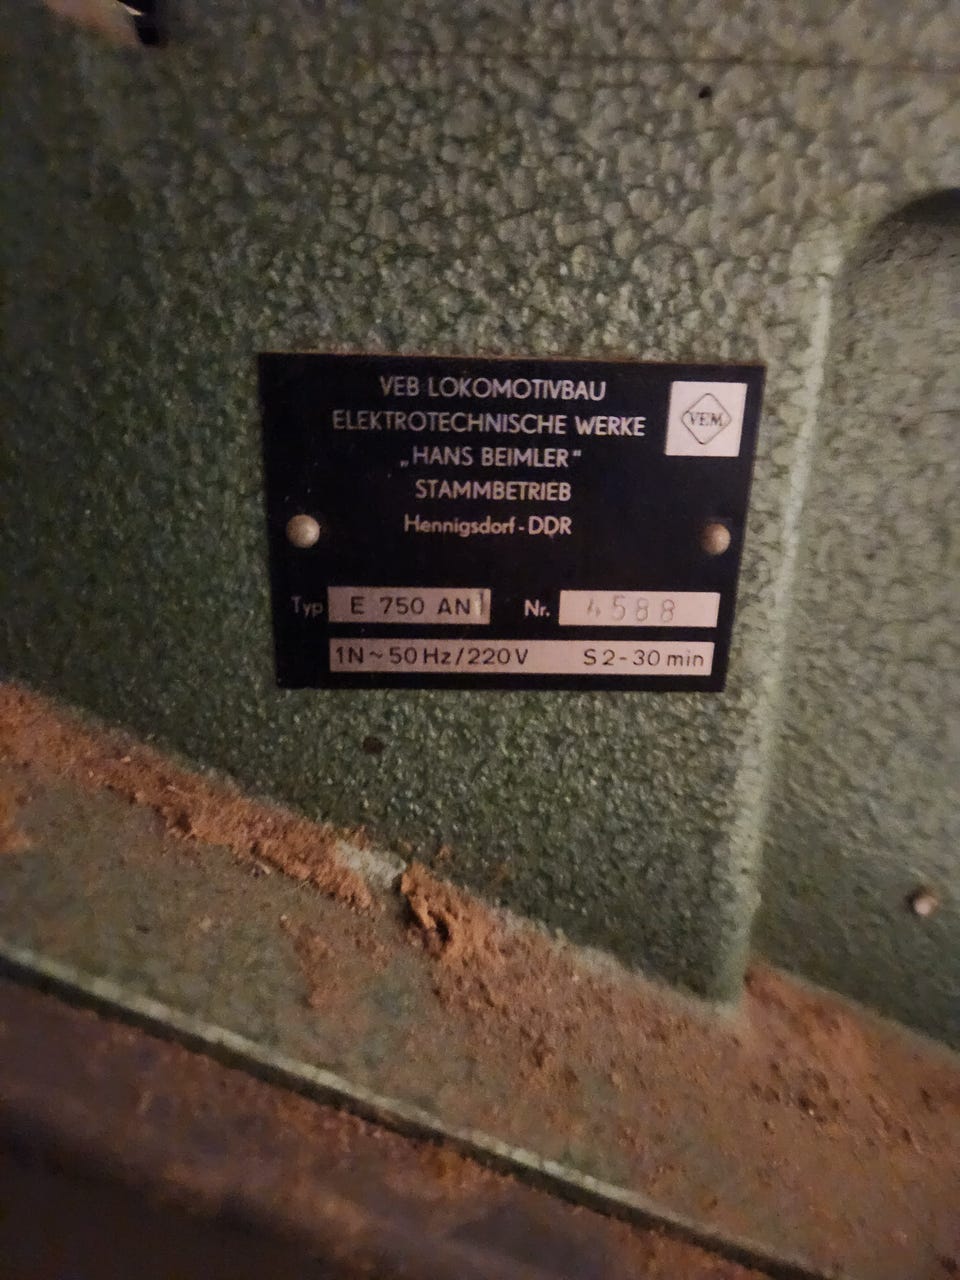 VEB LOKOMOTIVBAU
ELEKTROTECHNISCHE WERKE
„HANS BEIMLER"
STAMMBETRIEB
Hennigsdorf - DDR
VEM
Typ E 750 AN1 Nr. 4588
1N~50Hz/220V S2-30min